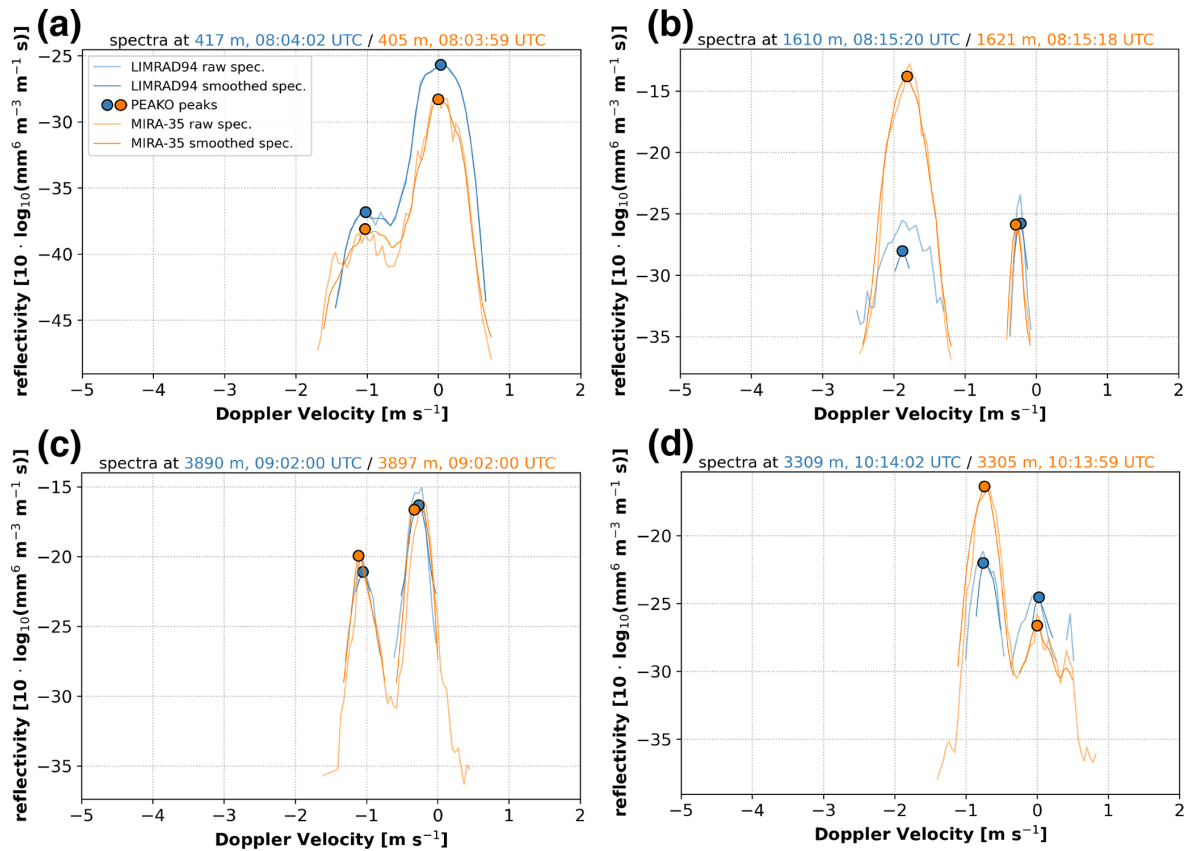 (a)
spectra at 417 m, 08:04:02 UTC / 405 m, 08:03:59 UTC
reflectivity [10 · log₁₀(mm⁶ m⁻³ m⁻¹ s)]
−25
−30
−35
−40
−45
LIMRAD94 raw spec.
LIMRAD94 smoothed spec.
PEAKO peaks
MIRA-35 raw spec.
MIRA-35 smoothed spec.
−5 −4 −3 −2 −1 0 1 2
Doppler Velocity [m s⁻¹]
(b)
spectra at 1610 m, 08:15:20 UTC / 1621 m, 08:15:18 UTC
reflectivity [10 · log₁₀(mm⁶ m⁻³ m⁻¹ s)]
−15
−20
−25
−30
−35
−5 −4 −3 −2 −1 0 1 2
Doppler Velocity [m s⁻¹]
(c)
spectra at 3890 m, 09:02:00 UTC / 3897 m, 09:02:00 UTC
reflectivity [10 · log₁₀(mm⁶ m⁻³ m⁻¹ s)]
−15
−20
−25
−30
−35
−5 −4 −3 −2 −1 0 1 2
Doppler Velocity [m s⁻¹]
(d)
spectra at 3309 m, 10:14:02 UTC / 3305 m, 10:13:59 UTC
reflectivity [10 · log₁₀(mm⁶ m⁻³ m⁻¹ s)]
−20
−25
−30
−35
−5 −4 −3 −2 −1 0 1 2
Doppler Velocity [m s⁻¹]